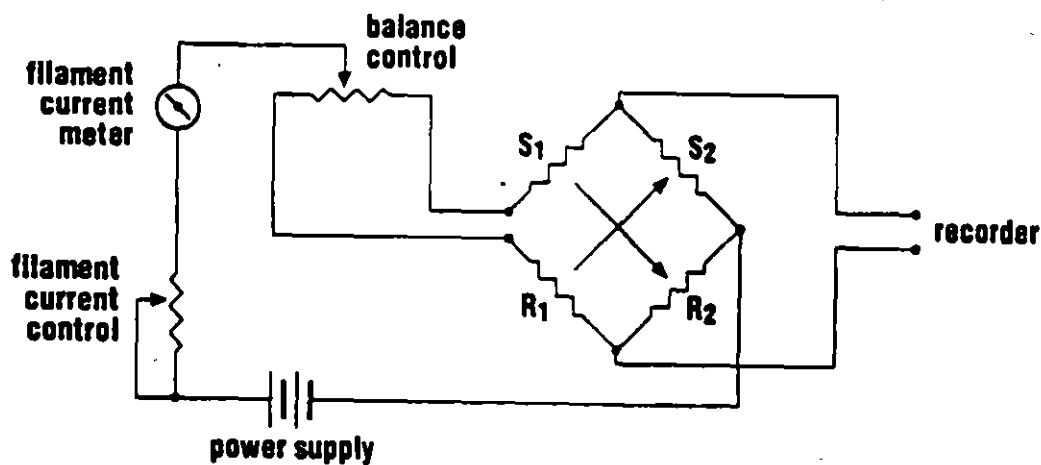 balance
control
filament
current
meter
S1
S2
recorder
filament
current
control
R1
R2
power supply